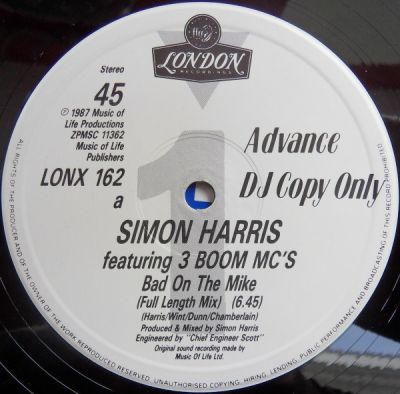 LONDON
RECORDINGS
Stereo
45
℗ 1987 Music of
Life Productions
ZPMSC 11362
Music of Life
Publishers
LONX 162
a
1
Advance
DJ Copy Only
SIMON HARRIS
featuring 3 BOOM MC'S
Bad On The Mike
(Full Length Mix) (6.45)
(Harris/Wint/Dunn/Chamberlain)
Produced & Mixed by Simon Harris
Engineered by "Chief Engineer Scott"
Original sound recording made by
Music Of Life Ltd.
ALL RIGHTS OF THE PRODUCER AND OF THE OWNER OF THE WORK REPRODUCED RESERVED. UNAUTHORISED COPYING, HIRING, LENDING, PUBLIC PERFORMANCE AND BROADCASTING OF THIS RECORD PROHIBITED.